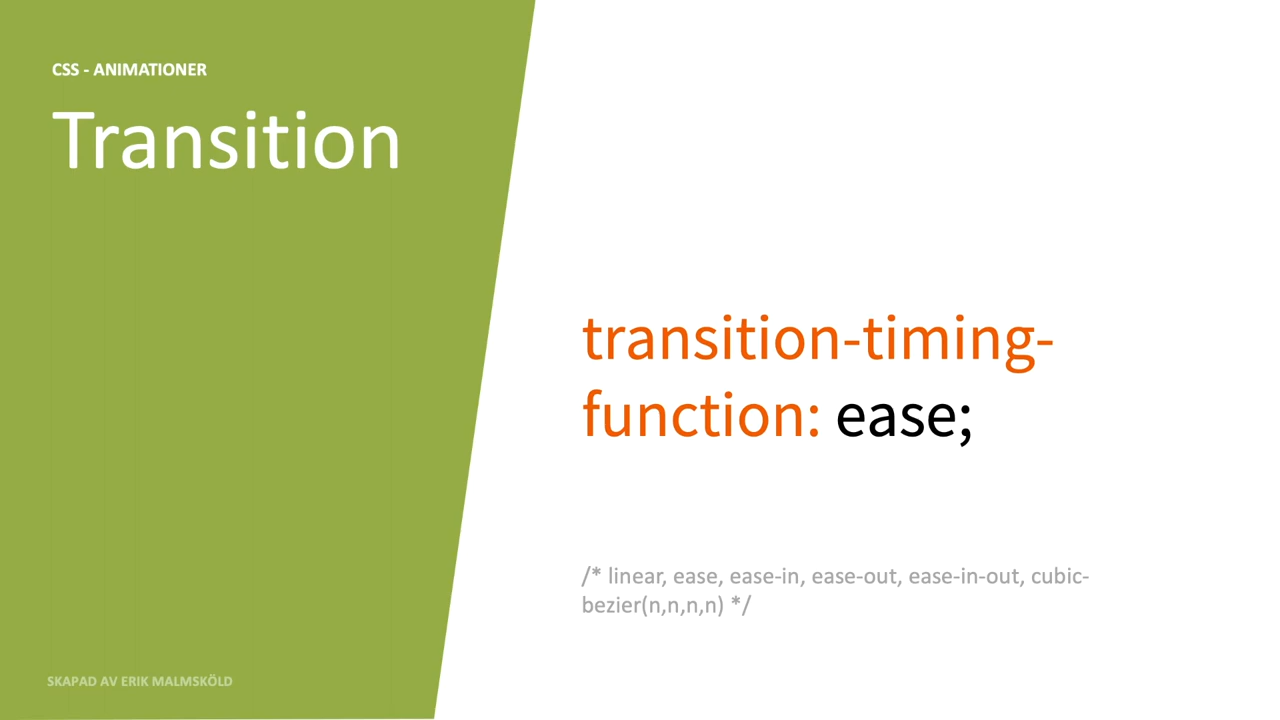 CSS - ANIMATIONER
Transition
transition-timing-
function: ease;
/* linear, ease, ease-in, ease-out, ease-in-out, cubic-
bezier(n,n,n,n) */
SKAPAD AV ERIK MALMSKÖLD